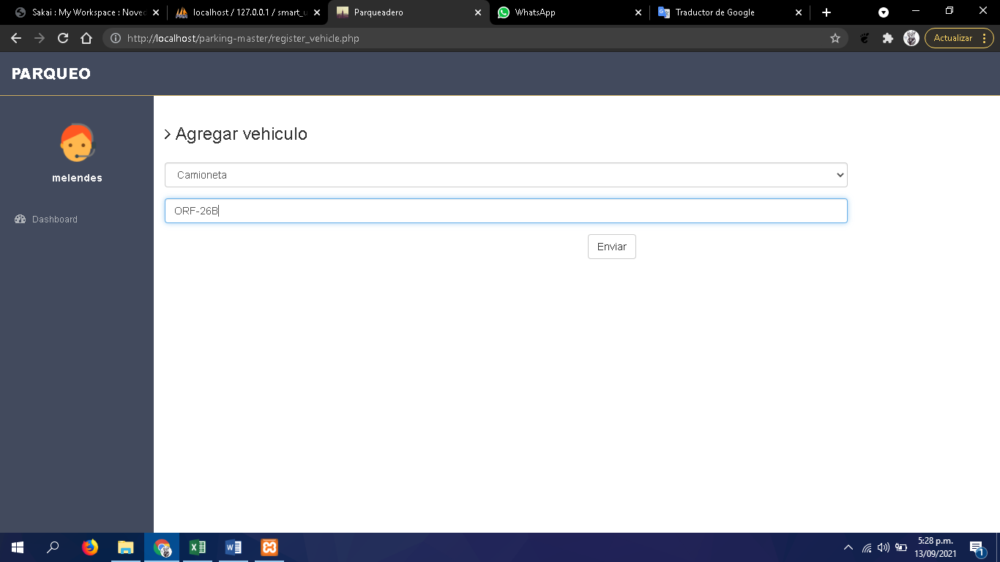 Sakai : My Workspace : Noved
localhost / 127.0.0.1 / smart_u
Parqueadero
WhatsApp
Traductor de Google
http://localhost/parking-master/register_vehicle.php
Actualizar
PARQUEO
melendes
Dashboard
Agregar vehiculo
Camioneta
ORF-26B
Enviar
5:28 p.m.
13/09/2021
1